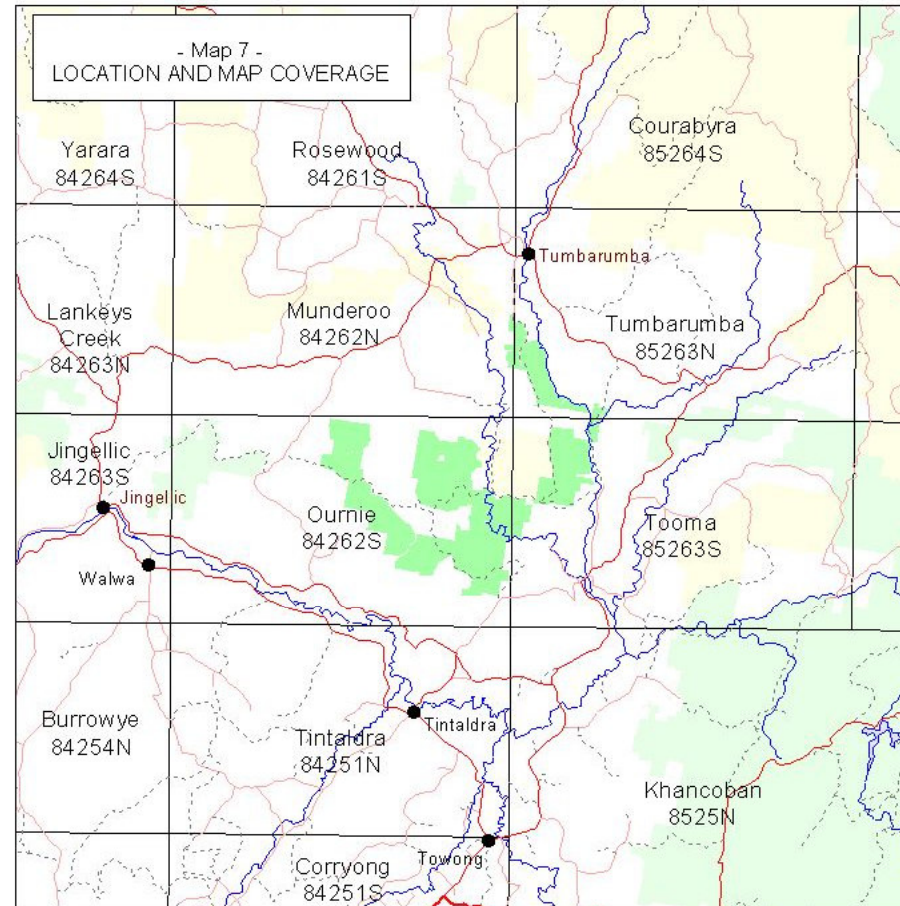 - Map 7 -
LOCATION AND MAP COVERAGE
Yarara
84264S
Rosewood
84261S
Courabyra
85264S
Tumbarumba
Lankeys
Creek
84263N
Munderoo
84262N
Tumbarumba
85263N
Jingellic
84263S
Jingellic
Ournie
84262S
Tooma
85263S
Walwa
Burrowye
84254N
Tintaldra
84251N
Tintaldra
Khancoban
8525N
Towong
Corryong
84251S